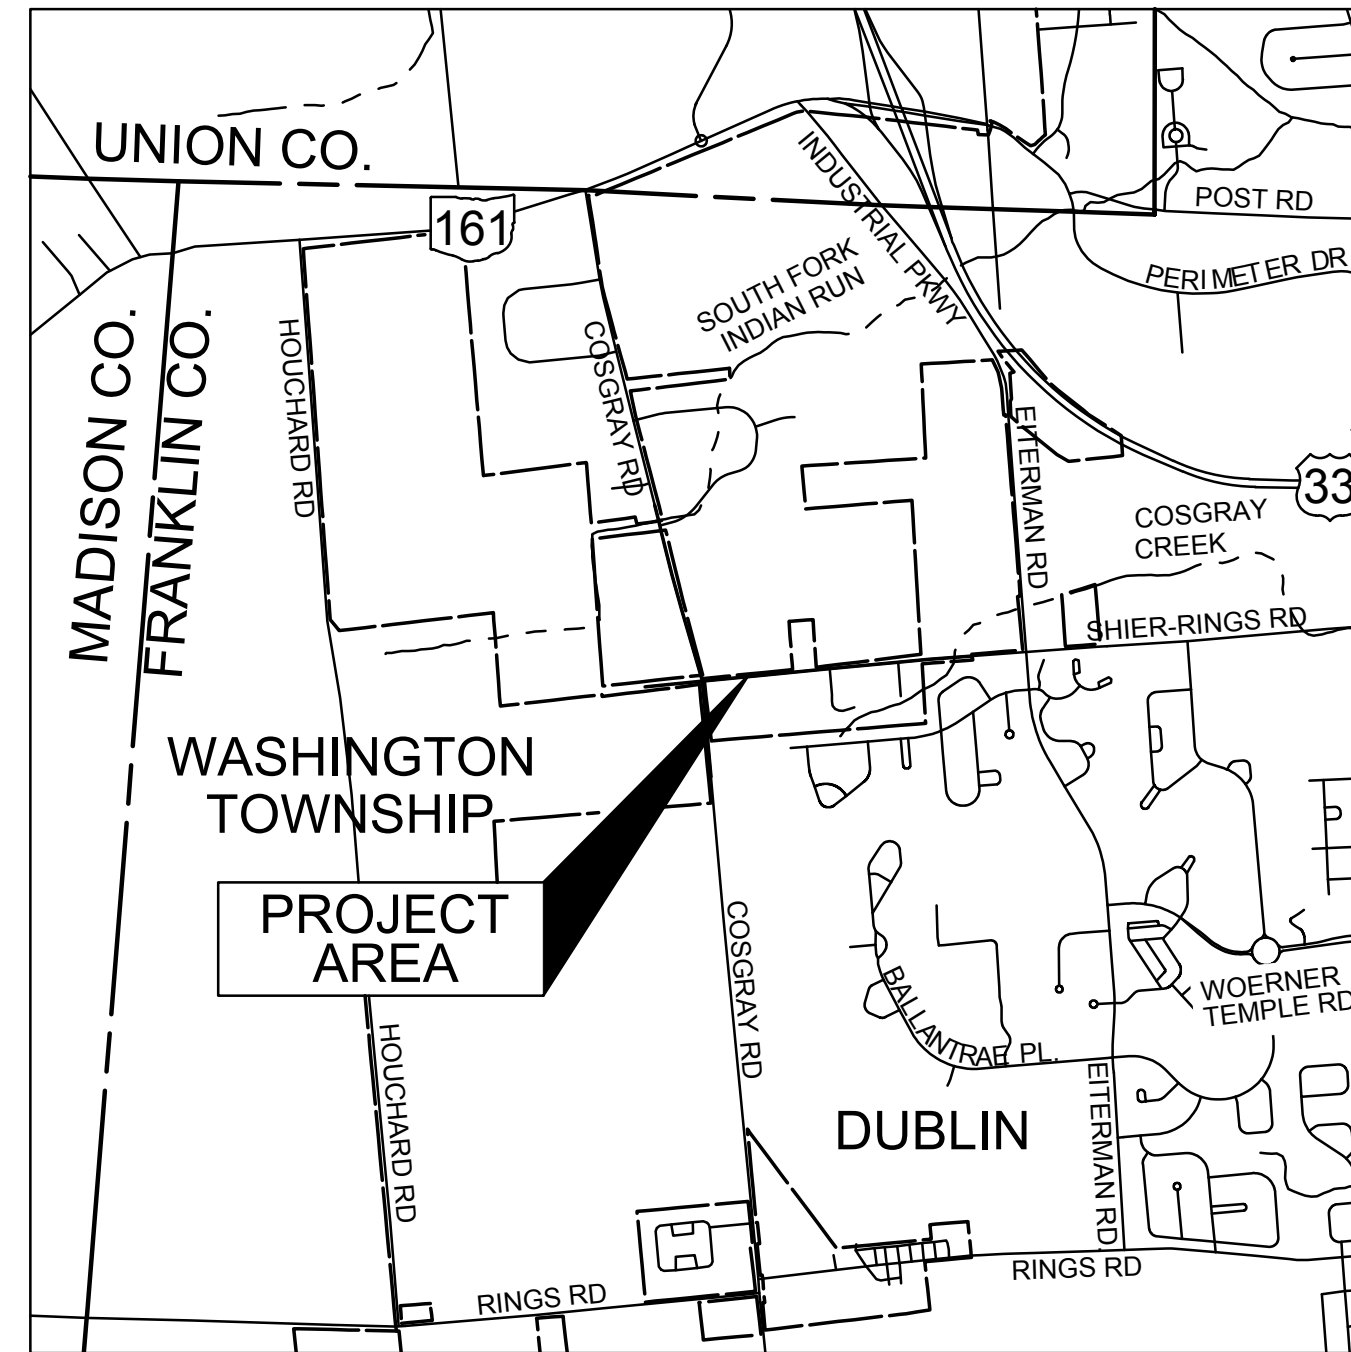 UNION CO.
161
INDUSTRIAL PKWY
POST RD
PERIMETER DR
SOUTH FORK
INDIAN RUN
MADISON CO.
FRANKLIN CO.
HOUCHARD RD
COSGRAY RD
EITERMAN RD
33
COSGRAY
CREEK
SHIER-RINGS RD
WASHINGTON
TOWNSHIP
PROJECT
AREA
COSGRAY RD
BALLANTRAE PL.
WOERNER
TEMPLE RD
HOUCHARD RD
DUBLIN
EITERMAN RD.
RINGS RD
RINGS RD